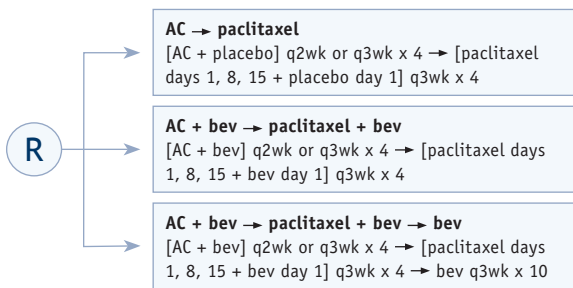 R
AC → paclitaxel
[AC + placebo] q2wk or q3wk x 4 → [paclitaxel
days 1, 8, 15 + placebo day 1] q3wk x 4
AC + bev → paclitaxel + bev
[AC + bev] q2wk or q3wk x 4 → [paclitaxel days
1, 8, 15 + bev day 1] q3wk x 4
AC + bev → paclitaxel + bev → bev
[AC + bev] q2wk or q3wk x 4 → [paclitaxel days
1, 8, 15 + bev day 1] q3wk x 4 → bev q3wk x 10